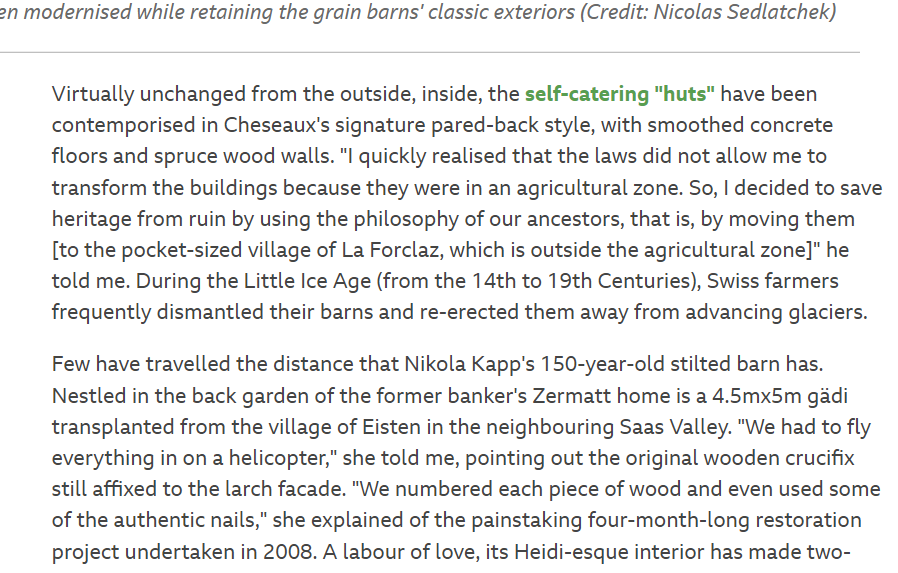 en modernised while retaining the grain barns' classic exteriors (Credit: Nicolas Sedlatchek)
Virtually unchanged from the outside, inside, the self-catering "huts" have been
contemporised in Cheseaux's signature pared-back style, with smoothed concrete
floors and spruce wood walls. "I quickly realised that the laws did not allow me to
transform the buildings because they were in an agricultural zone. So, I decided to save
heritage from ruin by using the philosophy of our ancestors, that is, by moving them
[to the pocket-sized village of La Forclaz, which is outside the agricultural zone]" he
told me. During the Little Ice Age (from the 14th to 19th Centuries), Swiss farmers
frequently dismantled their barns and re-erected them away from advancing glaciers.
Few have travelled the distance that Nikola Kapp's 150-year-old stilted barn has.
Nestled in the back garden of the former banker's Zermatt home is a 4.5mx5m gädi
transplanted from the village of Eisten in the neighbouring Saas Valley. "We had to fly
everything in on a helicopter," she told me, pointing out the original wooden crucifix
still affixed to the larch facade. "We numbered each piece of wood and even used some
of the authentic nails," she explained of the painstaking four-month-long restoration
project undertaken in 2008. A labour of love, its Heidi-esque interior has made two-